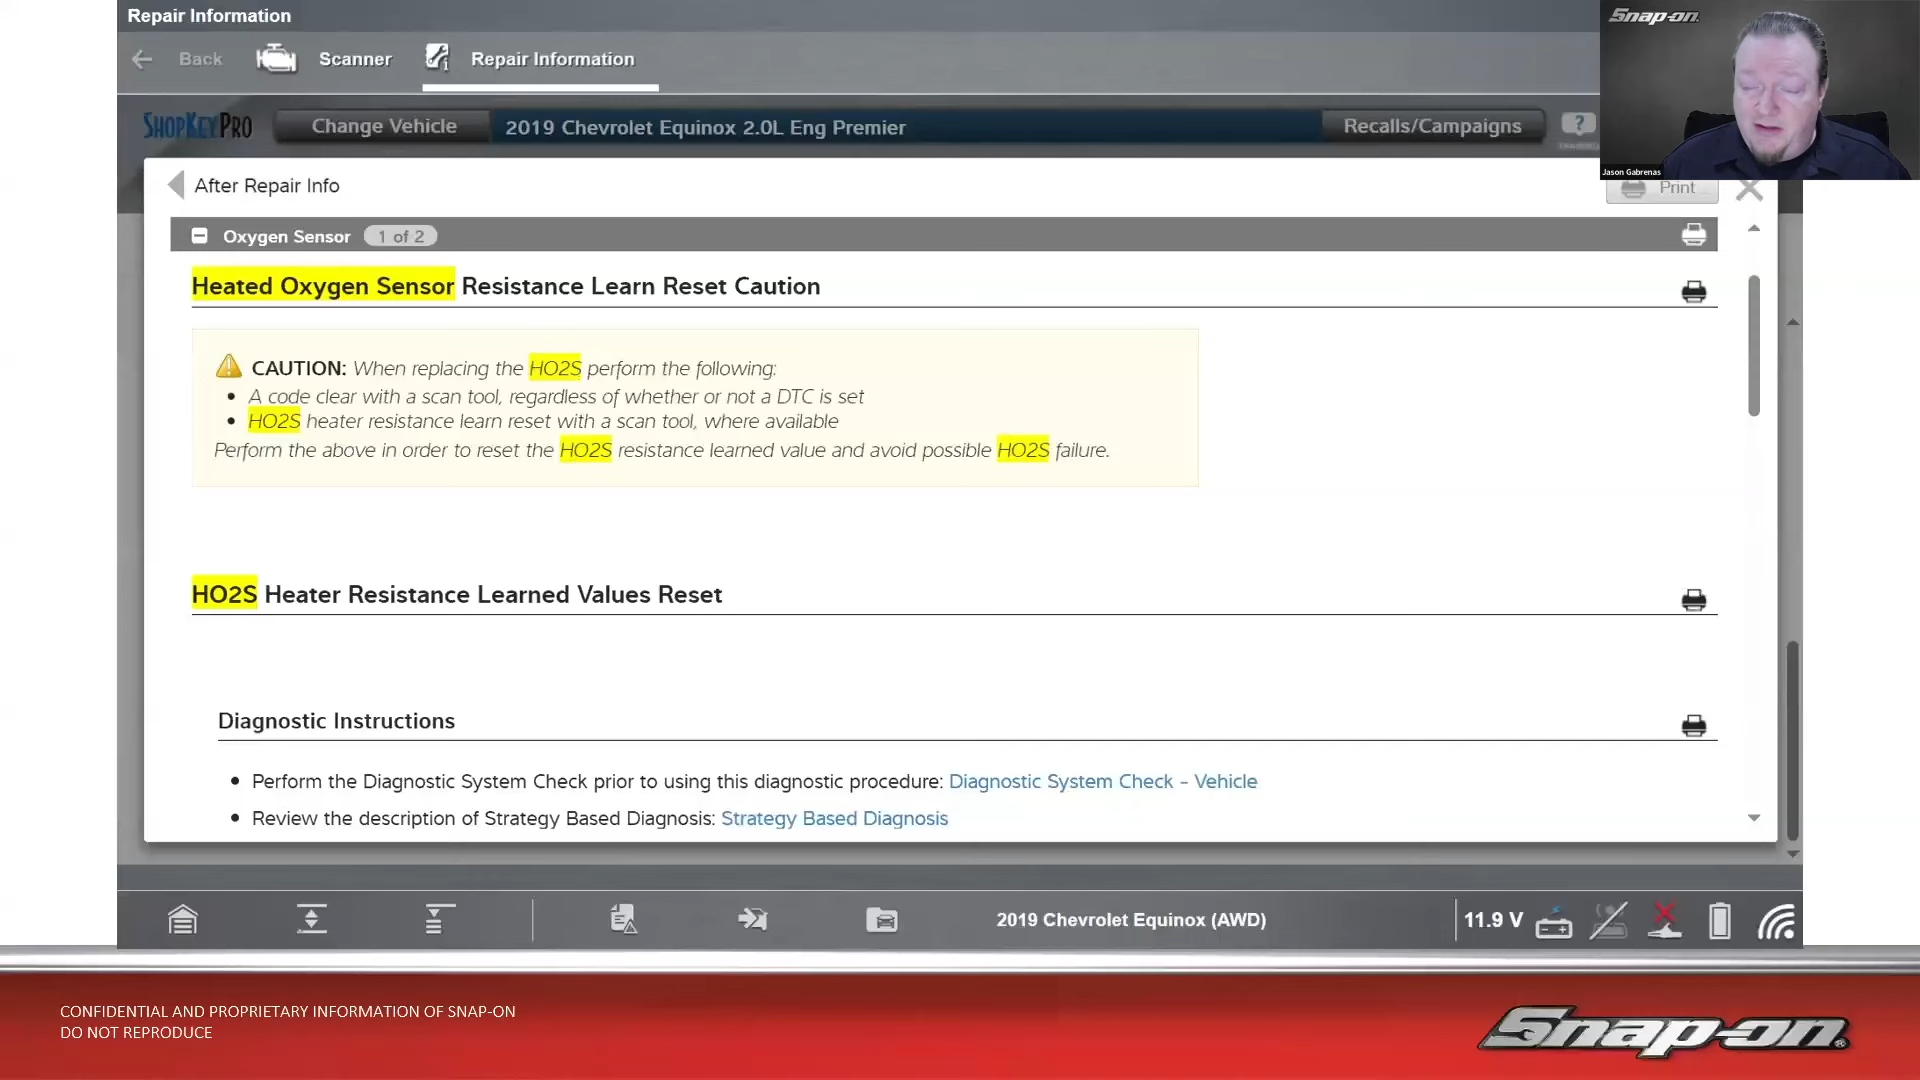 Repair Information
Back
Scanner
Repair Information
SHOPKEYPRO
Change Vehicle
2019 Chevrolet Equinox 2.0L Eng Premier
Recalls/Campaigns
?
Snap-on
Jason Gabrenas
After Repair Info
Print
Oxygen Sensor 1 of 2
Heated Oxygen Sensor Resistance Learn Reset Caution
CAUTION: When replacing the HO2S perform the following:
• A code clear with a scan tool, regardless of whether or not a DTC is set
• HO2S heater resistance learn reset with a scan tool, where available
Perform the above in order to reset the HO2S resistance learned value and avoid possible HO2S failure.
HO2S Heater Resistance Learned Values Reset
Diagnostic Instructions
• Perform the Diagnostic System Check prior to using this diagnostic procedure: Diagnostic System Check - Vehicle
• Review the description of Strategy Based Diagnosis: Strategy Based Diagnosis
2019 Chevrolet Equinox (AWD)
11.9 V
CONFIDENTIAL AND PROPRIETARY INFORMATION OF SNAP-ON
DO NOT REPRODUCE
Snap-on®